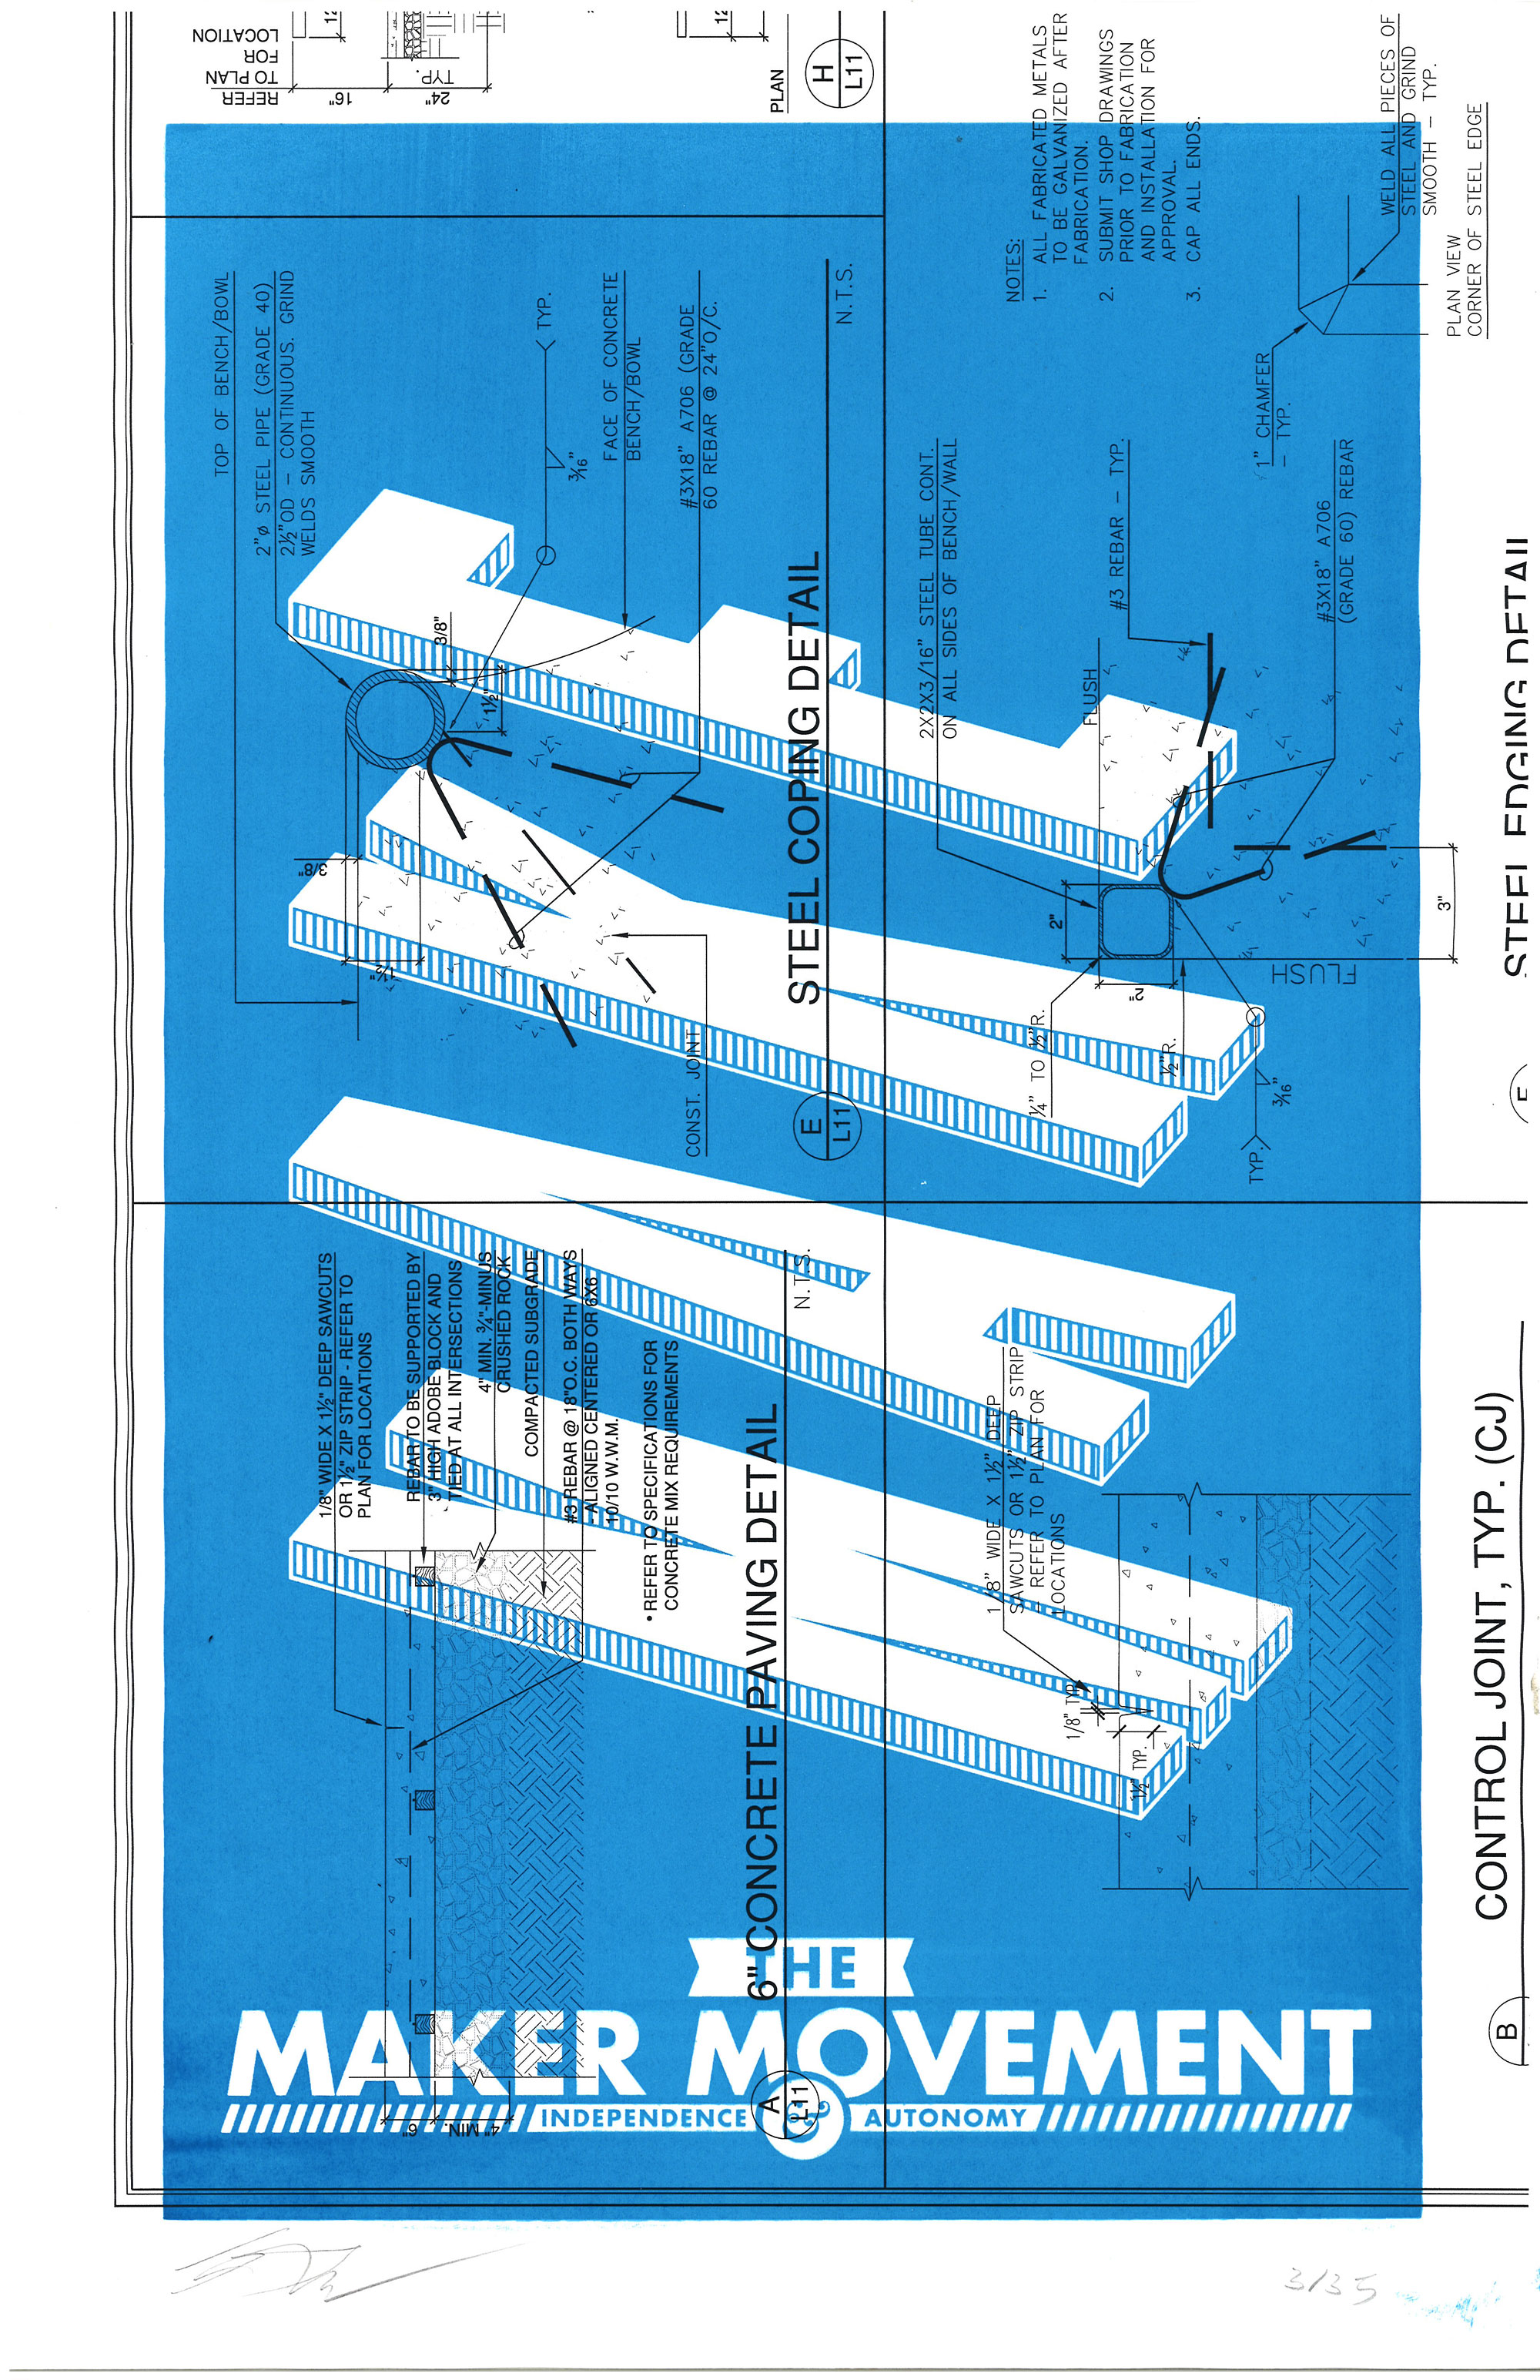 THE
MAKER MOVEMENT
INDEPENDENCE & AUTONOMY
MAKE
REFER
TO PLAN
FOR
LOCATION
16"
24"
TYP.
12
12
PLAN
H
L11
TOP OF BENCH/BOWL
2"ø STEEL PIPE (GRADE 40)
2½"OD – CONTINUOUS. GRIND
WELDS SMOOTH
TYP.
3/16"
FACE OF CONCRETE
BENCH/BOWL
#3X18" A706 (GRADE
60 REBAR @ 24"O/C.
3/8"
1½"
3/8"
1½"
CONST. JOINT
STEEL COPING DETAIL
N.T.S.
E
L11
NOTES:
1. ALL FABRICATED METALS
TO BE GALVANIZED AFTER
FABRICATION.
2. SUBMIT SHOP DRAWINGS
PRIOR TO FABRICATION
AND INSTALLATION FOR
APPROVAL.
3. CAP ALL ENDS.
WELD ALL PIECES OF
STEEL AND GRIND
SMOOTH – TYP.
PLAN VIEW
CORNER OF STEEL EDGE
1" CHAMFER
– TYP.
2X2X3/16" STEEL TUBE CONT.
ON ALL SIDES OF BENCH/WALL
FLUSH
#3 REBAR – TYP.
#3X18" A706
(GRADE 60) REBAR
2"
2"
3"
FLUSH
¼" TO ½"R.
½"R.
TYP.
3/16"
STEEL EDGING DETAIL
1/8" WIDE X 1½" DEEP SAWCUTS
OR 1½" ZIP STRIP - REFER TO
PLAN FOR LOCATIONS
REBAR TO BE SUPPORTED BY
3" HIGH ADOBE BLOCK AND
TIED AT ALL INTERSECTIONS
4" MIN. ¾"-MINUS
CRUSHED ROCK
COMPACTED SUBGRADE
#3 REBAR @ 18"O.C. BOTH WAYS
- ALIGNED CENTERED OR 6X6
10/10 W.W.M.
• REFER TO SPECIFICATIONS FOR
CONCRETE MIX REQUIREMENTS
6"
4" MIN.
6" CONCRETE PAVING DETAIL
N.T.S.
A
L11
1/8" WIDE X 1½" DEEP
SAWCUTS OR 1½" ZIP STRIP
– REFER TO PLAN FOR
LOCATIONS
1/8" TYP.
1½" TYP.
CONTROL JOINT, TYP. (CJ)
B
3/35